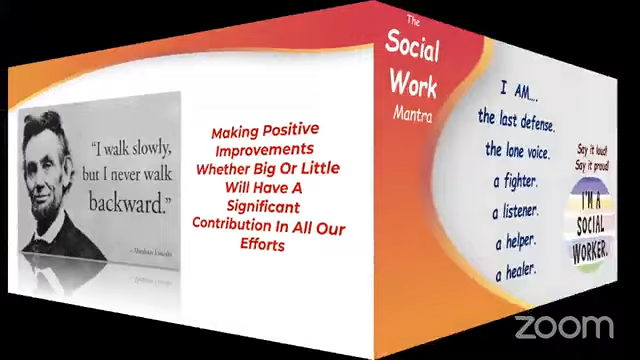 "I walk slowly,
but I never walk
backward."
- Abraham Lincoln
Making Positive
Improvements
Whether Big Or Little
Will Have A
Significant
Contribution In All Our
Efforts
The
Social
Work
Mantra
I AM....
the last defense.
the lone voice.
a fighter.
a listener.
a helper.
a healer.
Say it loud!
Say it proud!
I'M A
SOCIAL
WORKER.
zoom